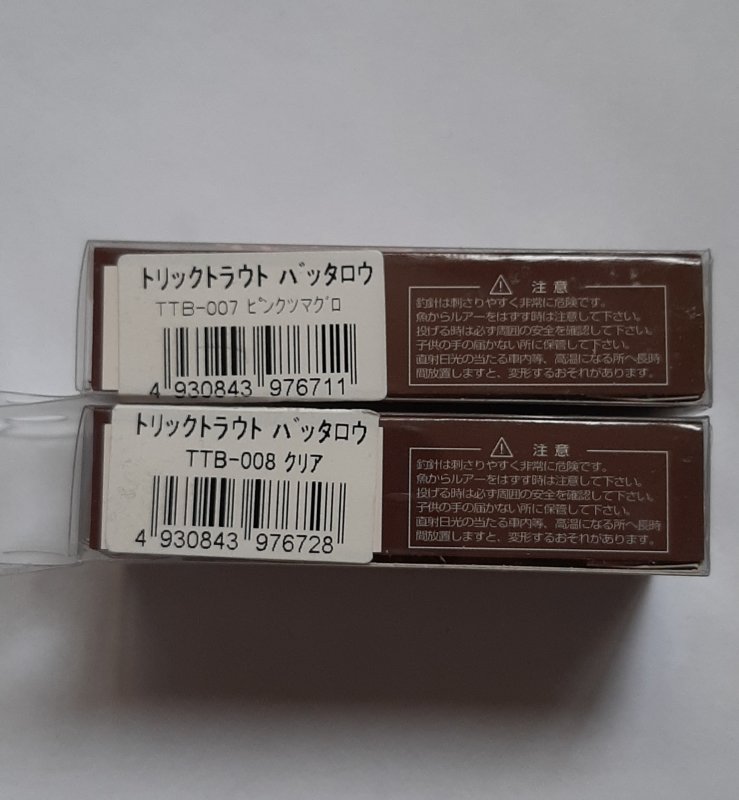 トリックトラウト バッタロウ
TTB-007 ピンクツマグロ
4 930843 976711
注意
釣針は刺さりやすく非常に危険です。
魚からルアーをはずす時は注意して下さい。
投げる時は必ず周囲の安全を確認して下さい。
子供の手の届かない所に保管して下さい。
直射日光の当たる車内等、高温になる所へ長時
間放置しますと、変形するおそれがあります。
トリックトラウト バッタロウ
TTB-008 クリア
4 930843 976728
注意
釣針は刺さりやすく非常に危険です。
魚からルアーをはずす時は注意して下さい。
投げる時は必ず周囲の安全を確認して下さい。
子供の手の届かない所に保管して下さい。
直射日光の当たる車内等、高温になる所へ長時
間放置しますと、変形するおそれがあります。